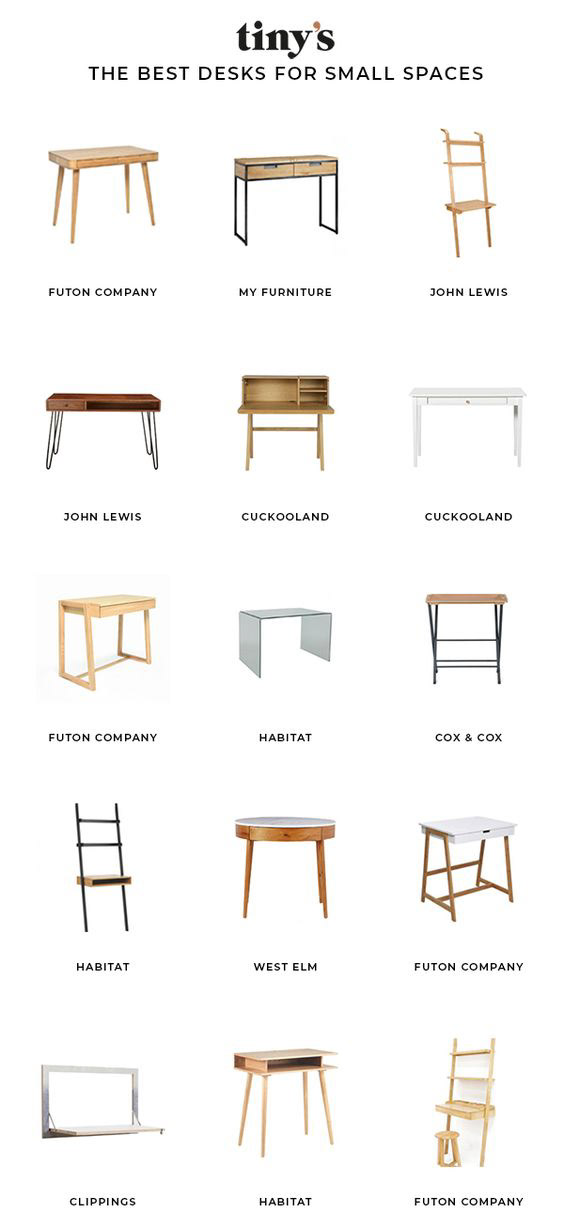 tiny's
THE BEST DESKS FOR SMALL SPACES
FUTON COMPANY
MY FURNITURE
JOHN LEWIS
JOHN LEWIS
CUCKOOLAND
CUCKOOLAND
FUTON COMPANY
HABITAT
COX & COX
HABITAT
WEST ELM
FUTON COMPANY
CLIPPINGS
HABITAT
FUTON COMPANY